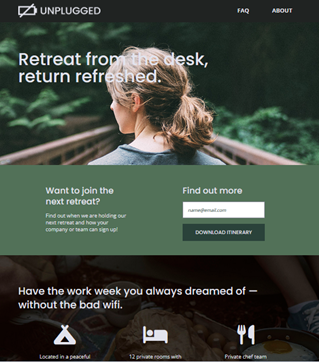 UNPLUGGED
FAQ
ABOUT
Retreat from the desk,
return refreshed.
Want to join the
next retreat?
Find out when we are holding our
next retreat and how your
company or team can sign up!
Find out more
name@email.com
DOWNLOAD ITINERARY
Have the work week you always dreamed of —
without the bad wifi.
Located in a peaceful
12 private rooms with
Private chef team